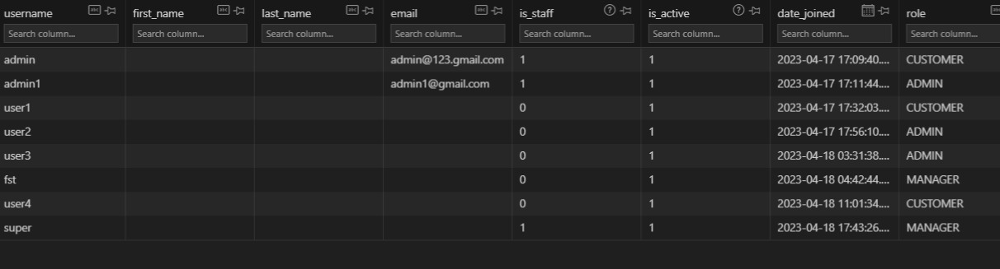 username first_name last_name email is_staff is_active date_joined role
Search column... Search column... Search column... Search column... Search column... Search column... Search column... Search column...
admin admin@123.gmail.com 1 1 2023-04-17 17:09:40.... CUSTOMER
admin1 admin1@gmail.com 1 1 2023-04-17 17:11:44.... ADMIN
user1 0 1 2023-04-17 17:32:03.... CUSTOMER
user2 0 1 2023-04-17 17:56:10.... ADMIN
user3 0 1 2023-04-18 03:31:38.... ADMIN
fst 0 1 2023-04-18 04:42:44.... MANAGER
user4 0 1 2023-04-18 11:01:34.... CUSTOMER
super 1 1 2023-04-18 17:43:26.... MANAGER